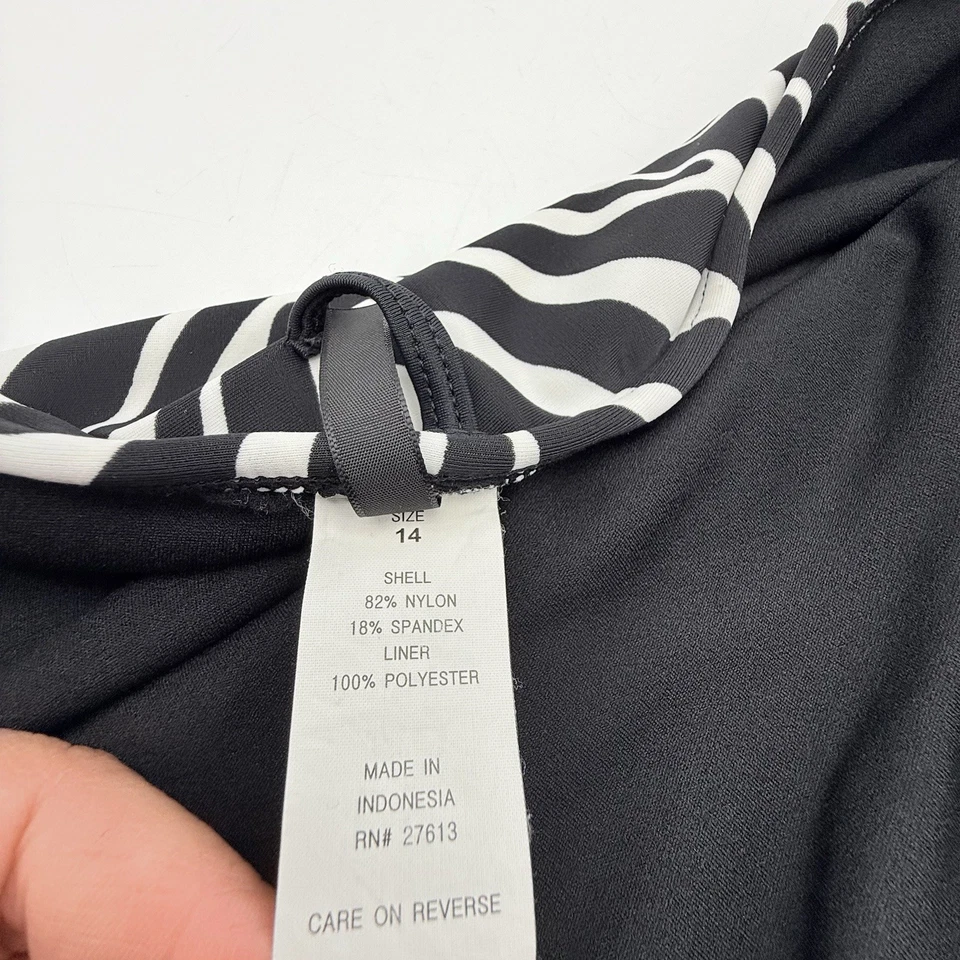 SIZE
14
SHELL
82% NYLON
18% SPANDEX
LINER
100% POLYESTER
MADE IN
INDONESIA
RN# 27613
CARE ON REVERSE